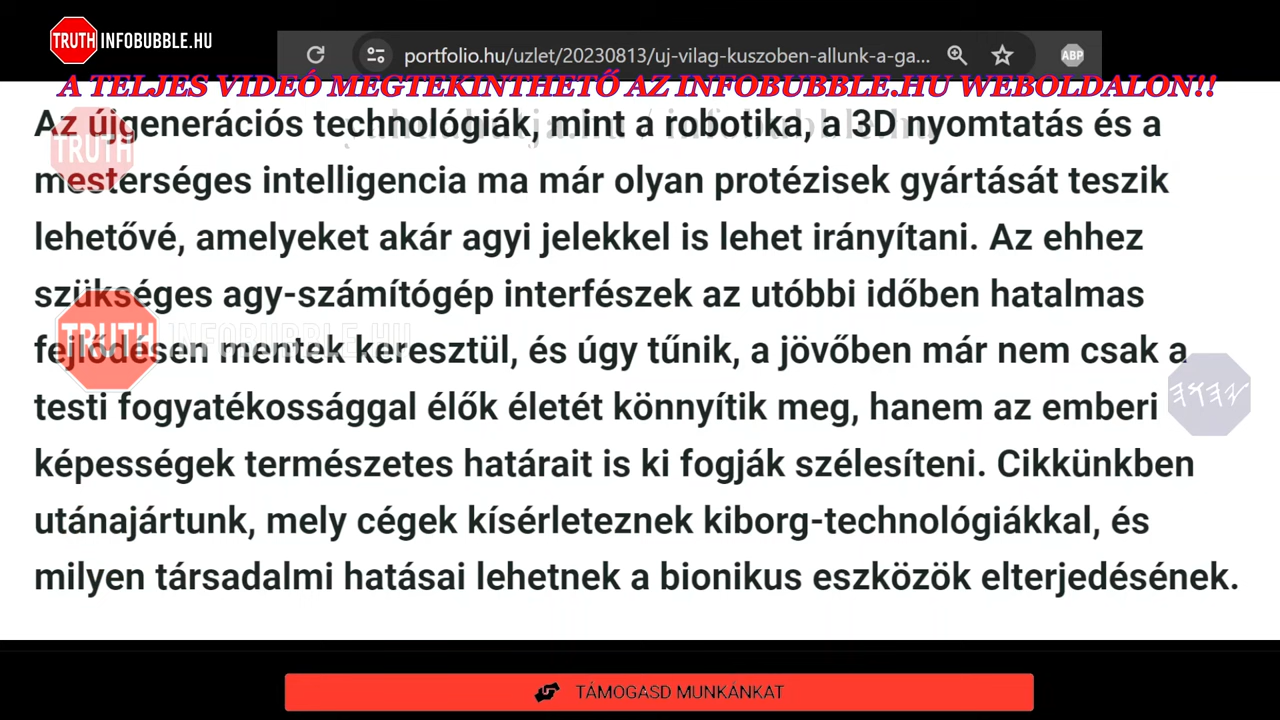 TRUTH INFOBUBBLE.HU
portfolio.hu/uzlet/20230813/uj-vilag-kuszoben-allunk-a-ga...
ABP
A TELJES VIDEÓ MEGTEKINTHETŐ AZ INFOBUBBLE.HU WEBOLDALON!!
Az újgenerációs technológiák, mint a robotika, a 3D nyomtatás és a
TRUTH
mesterséges intelligencia ma már olyan protézisek gyártását teszik
lehetővé, amelyeket akár agyi jelekkel is lehet irányítani. Az ehhez
szükséges agy-számítógép interfészek az utóbbi időben hatalmas
TRUTH INFOBUBBLE.HU
fejlődésen mentek keresztül, és úgy tűnik, a jövőben már nem csak a
testi fogyatékossággal élők életét könnyítik meg, hanem az emberi
képességek természetes határait is ki fogják szélesíteni. Cikkünkben
utánajártunk, mely cégek kísérleteznek kiborg-technológiákkal, és
milyen társadalmi hatásai lehetnek a bionikus eszközök elterjedésének.
TÁMOGASD MUNKÁNKAT